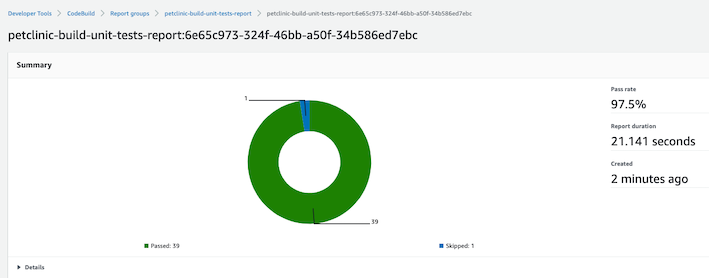 Developer Tools > CodeBuild > Report groups > petclinic-build-unit-tests-report > petclinic-build-unit-tests-report:6e65c973-324f-46bb-a50f-34b586ed7ebc
petclinic-build-unit-tests-report:6e65c973-324f-46bb-a50f-34b586ed7ebc
Summary
1
39
Passed: 39
Skipped: 1
Pass rate
97.5%
Report duration
21.141 seconds
Created
2 minutes ago
Details